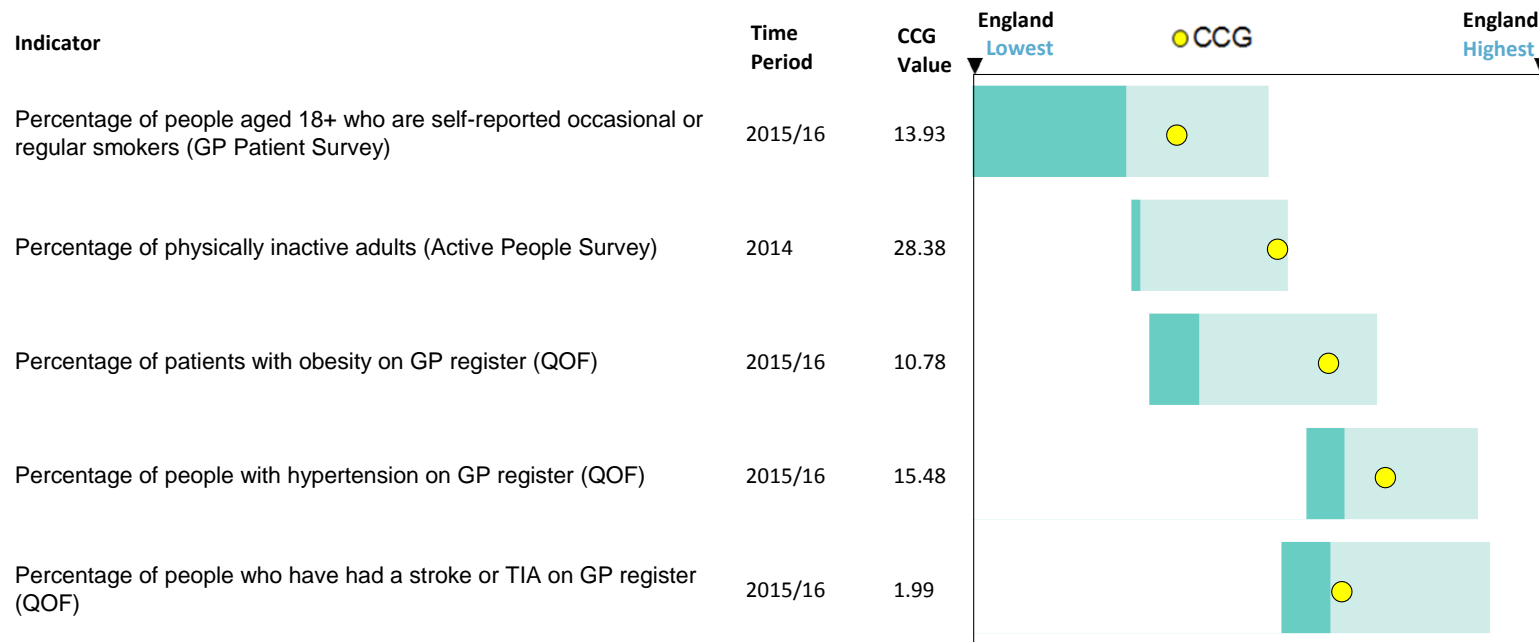 Indicator
Time
Period
CCG
Value
England
Lowest
CCG
England
Highest
Percentage of people aged 18+ who are self-reported occasional or
regular smokers (GP Patient Survey)
2015/16
13.93
Percentage of physically inactive adults (Active People Survey)
2014
28.38
Percentage of patients with obesity on GP register (QOF)
2015/16
10.78
Percentage of people with hypertension on GP register (QOF)
2015/16
15.48
Percentage of people who have had a stroke or TIA on GP register
(QOF)
2015/16
1.99